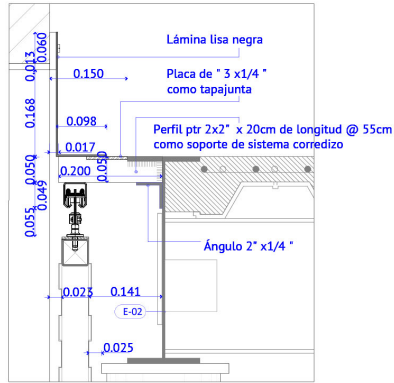 0.060
Lámina lisa negra
0.013
0.150
Placa de " 3 x1/4 "
como tapajunta
0.168
0.098
Perfil ptr 2x2" x 20cm de longitud @ 55cm
como soporte de sistema corredizo
0.017
0.050
0.050
0.200
0.049
0.055
Ángulo 2" x1/4 "
0.023
0.141
E-02
0.025